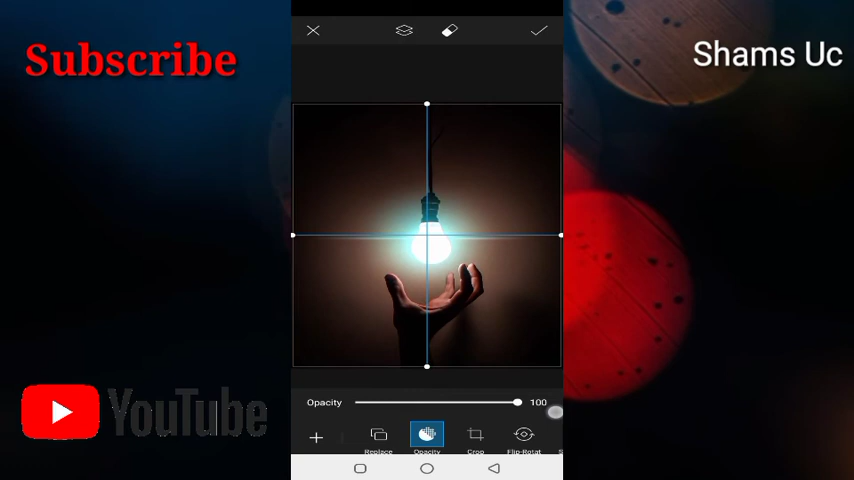 Subscribe
Shams Uc
YouTube
Opacity 100
Replace Opacity Crop Flip-Rotat